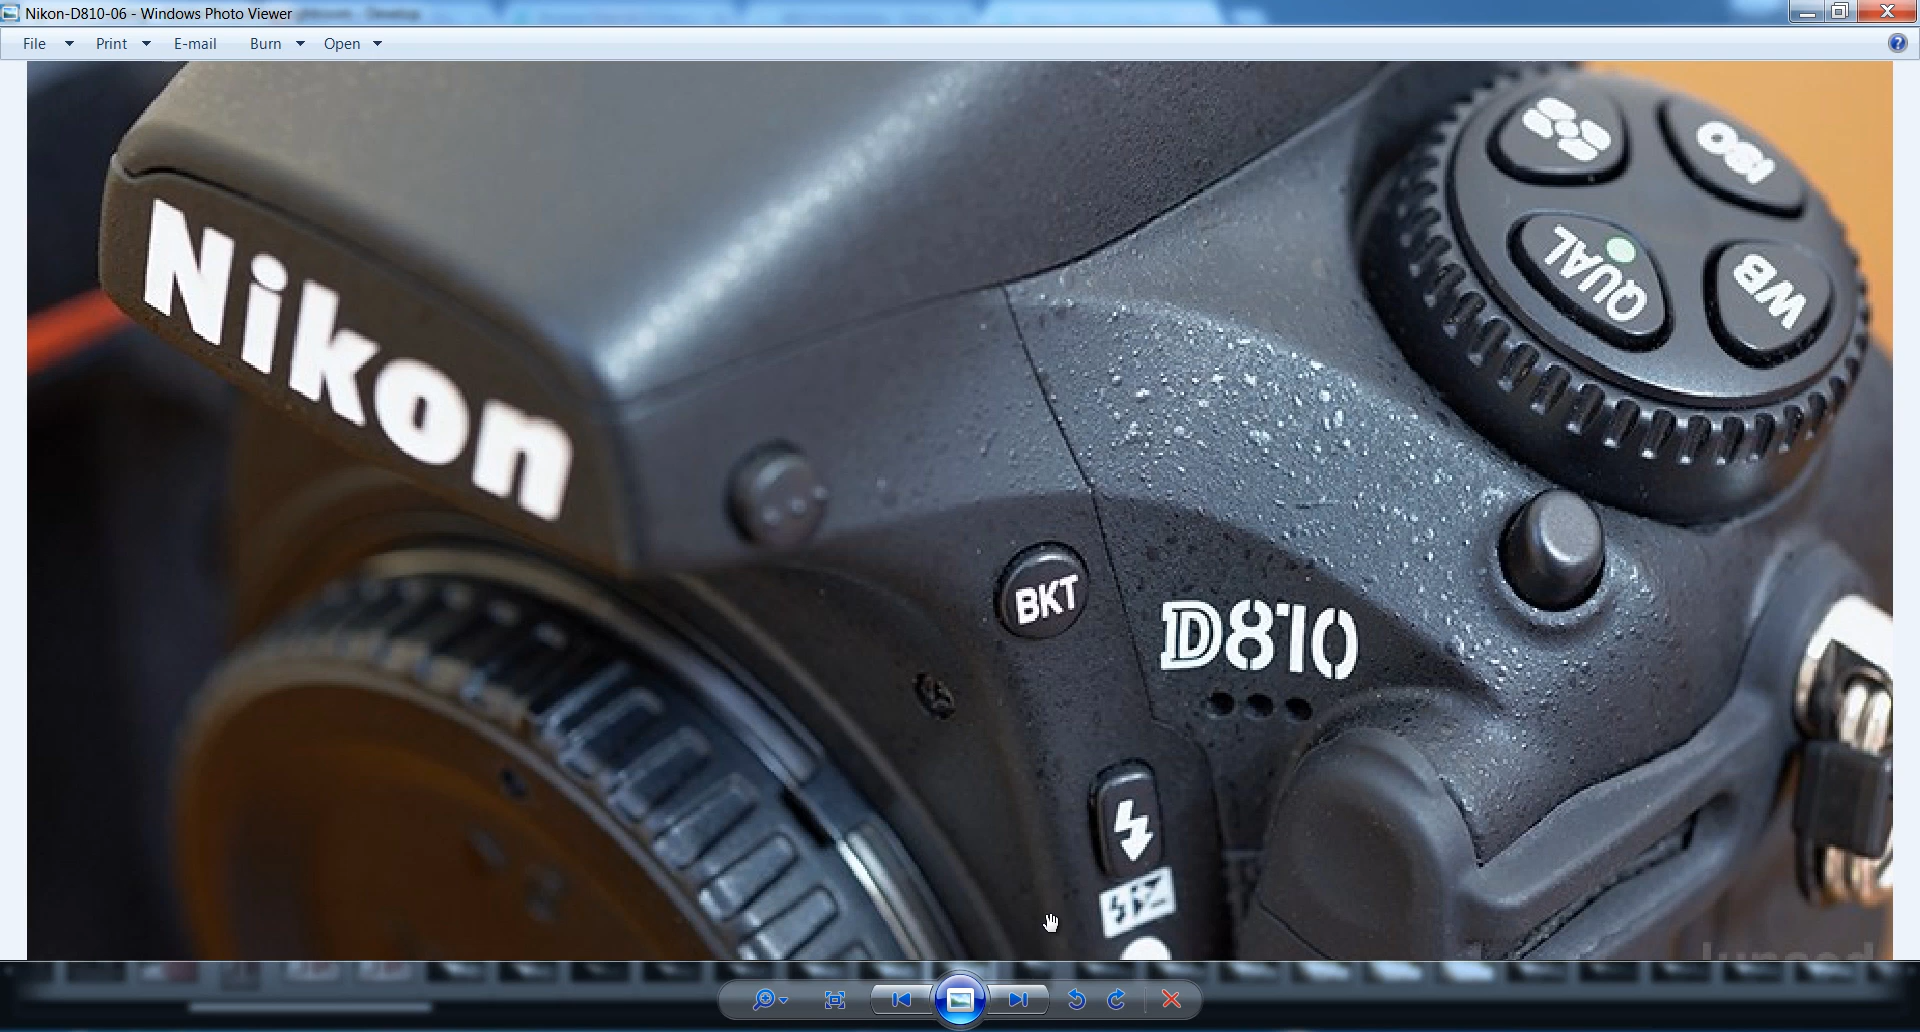 Nikon-D810-06 - Windows Photo Viewer
File Print E-mail Burn Open
Nikon
ISO
QUAL
WB
BKT
D810